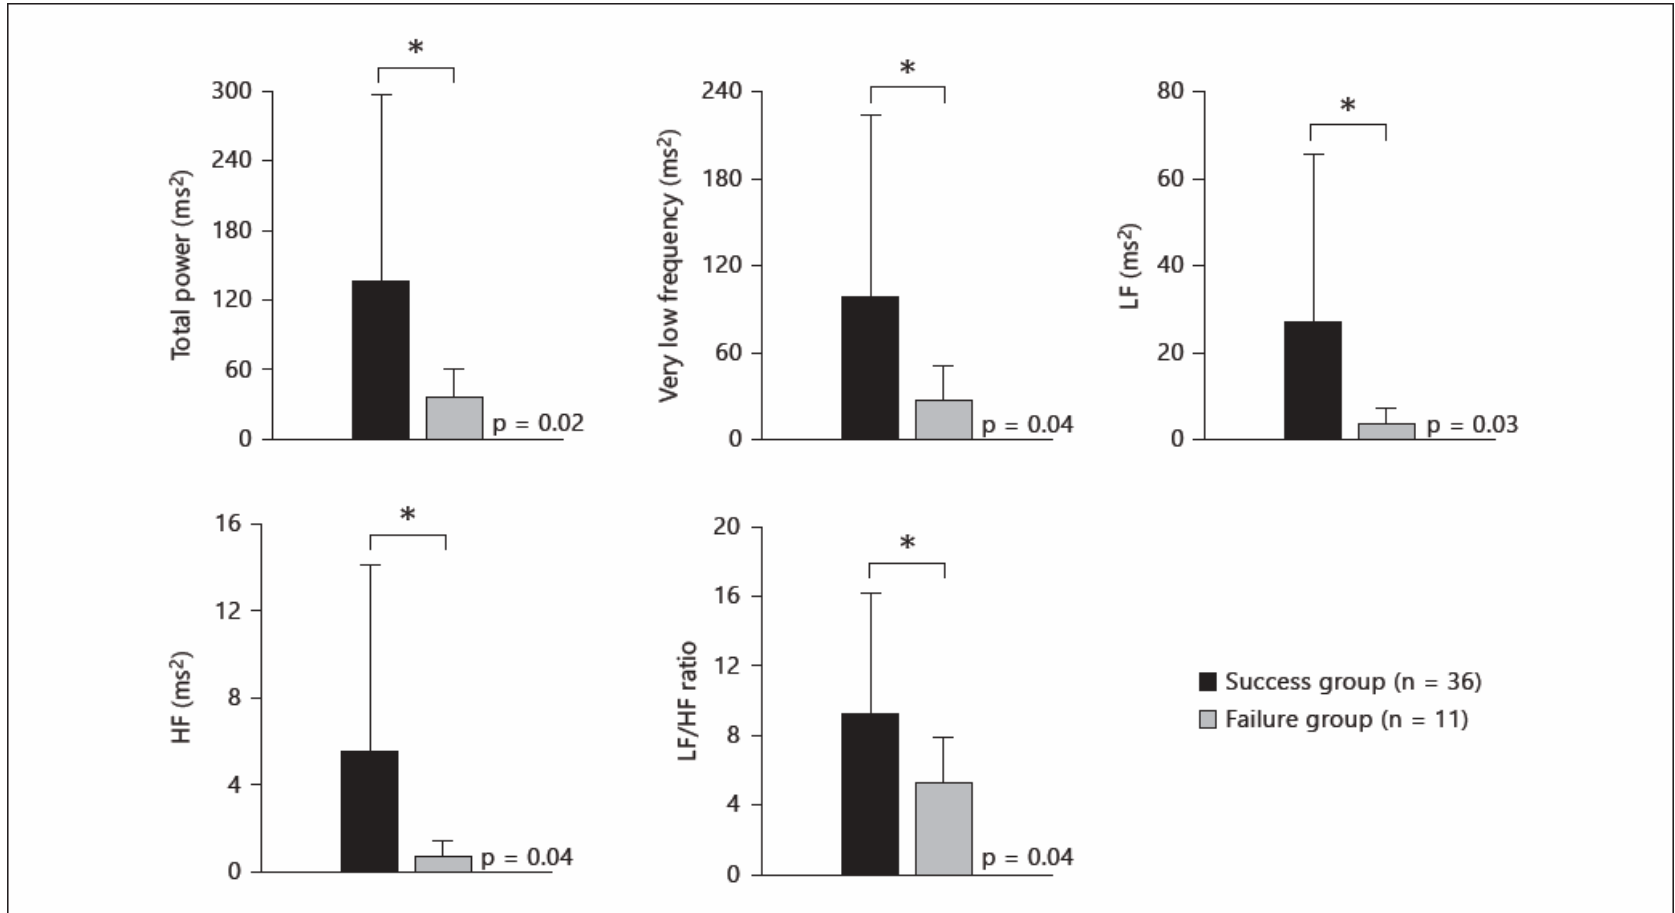 *
300
240
180
120
60
0
Total power (ms²)
p = 0.02
*
240
180
120
60
0
Very low frequency (ms²)
p = 0.04
*
80
60
40
20
0
LF (ms²)
p = 0.03
*
16
12
8
4
0
HF (ms²)
p = 0.04
*
20
16
12
8
4
0
LF/HF ratio
p = 0.04
Success group (n = 36)
Failure group (n = 11)